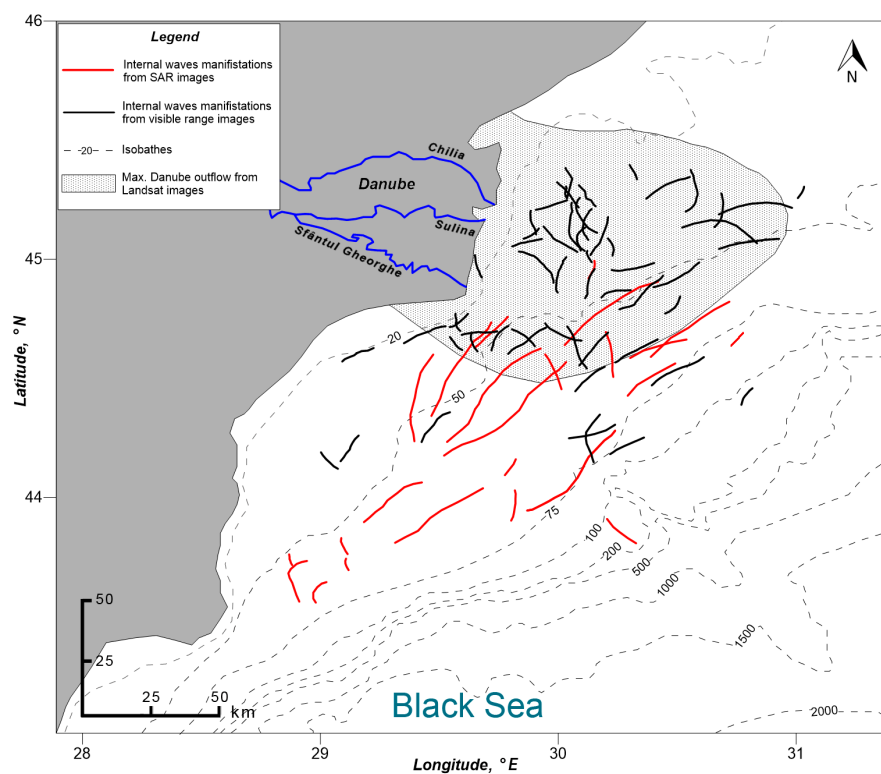 46
Legend
Internal waves manifistations
from SAR images
Internal waves manifistations
from visible range images
-20- Isobathes
Max. Danube outflow from
Landsat images
N
Chilia
Danube
Sulina
Sfântul Gheorghe
45
Latitude, °N
20
50
44
75
100
200
500
1000
1500
2000
50
25
25
50
km
Black Sea
28
29
30
31
Longitude, °E